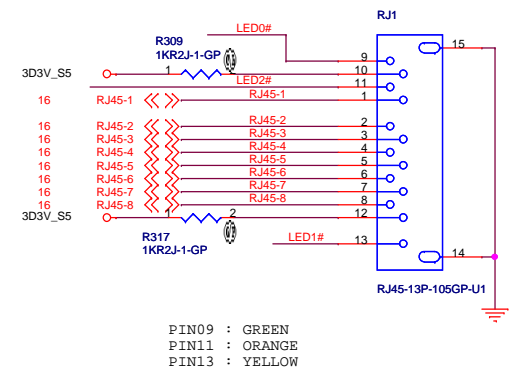 RJ1
LED0#
R309
1KR2J-1-GP
15
9
3D3V_S5 1 10
LED2# 11
16 RJ45-1 RJ45-1 1
16 RJ45-2 RJ45-2 2
16 RJ45-3 RJ45-3 3
16 RJ45-4 RJ45-4 4
16 RJ45-5 RJ45-5 5
16 RJ45-6 RJ45-6 6
16 RJ45-7 RJ45-7 7
16 RJ45-8 RJ45-8 8
3D3V_S5 1 2 12
R317
1KR2J-1-GP
LED1# 13
14
RJ45-13P-105GP-U1
PIN09 : GREEN
PIN11 : ORANGE
PIN13 : YELLOW